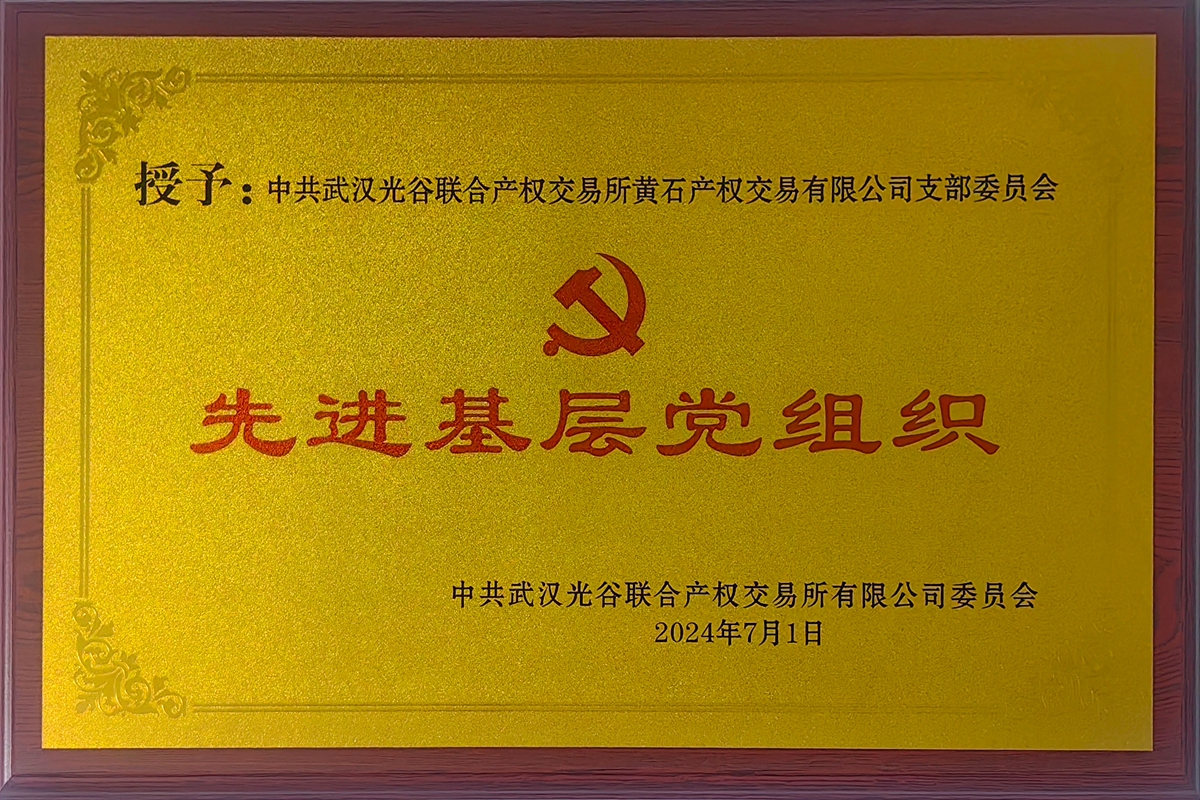 授予：中共武汉光谷联合产权交易所黄石产权交易有限公司支部委员会
先进基层党组织
中共武汉光谷联合产权交易所有限公司委员会
2024年7月1日